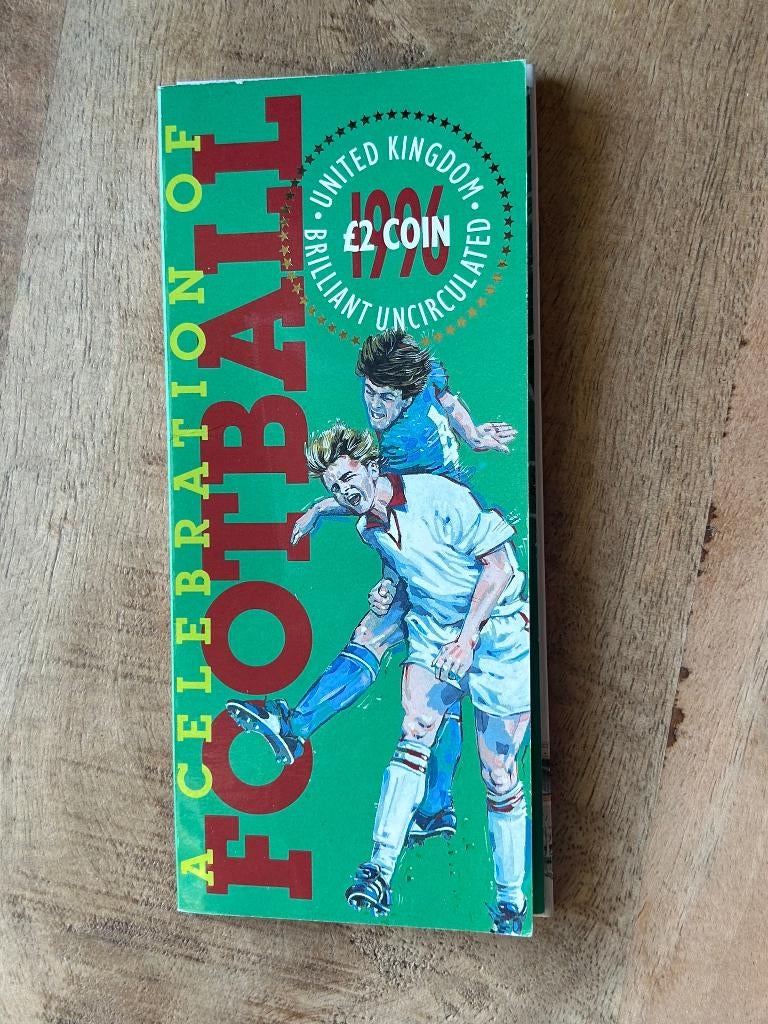 A CELEBRATION OF
FOOTBALL
• UNITED KINGDOM •
1996
£2 COIN
BRILLIANT UNCIRCULATED